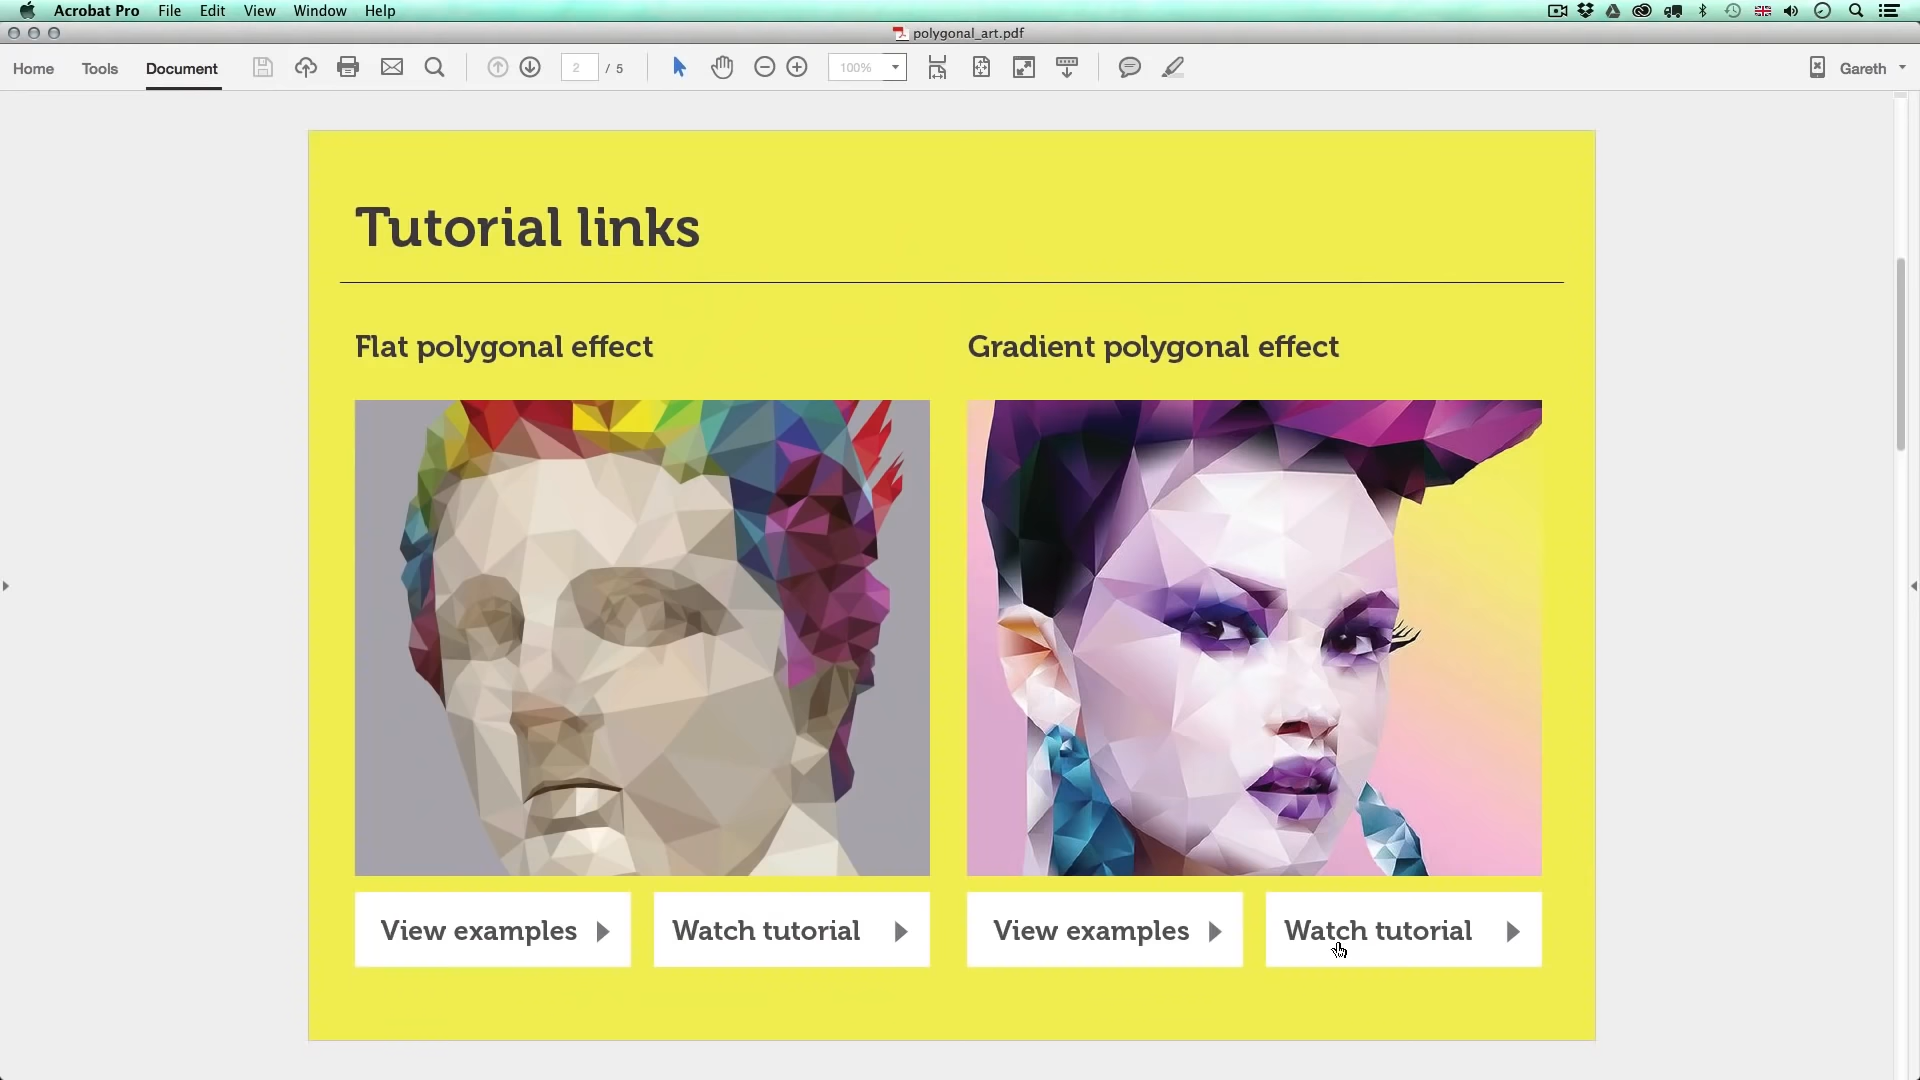 Acrobat Pro File Edit View Window Help
polygonal_art.pdf
Home Tools Document 2 / 5 100% Gareth
Tutorial links
Flat polygonal effect
Gradient polygonal effect
View examples
Watch tutorial
View examples
Watch tutorial